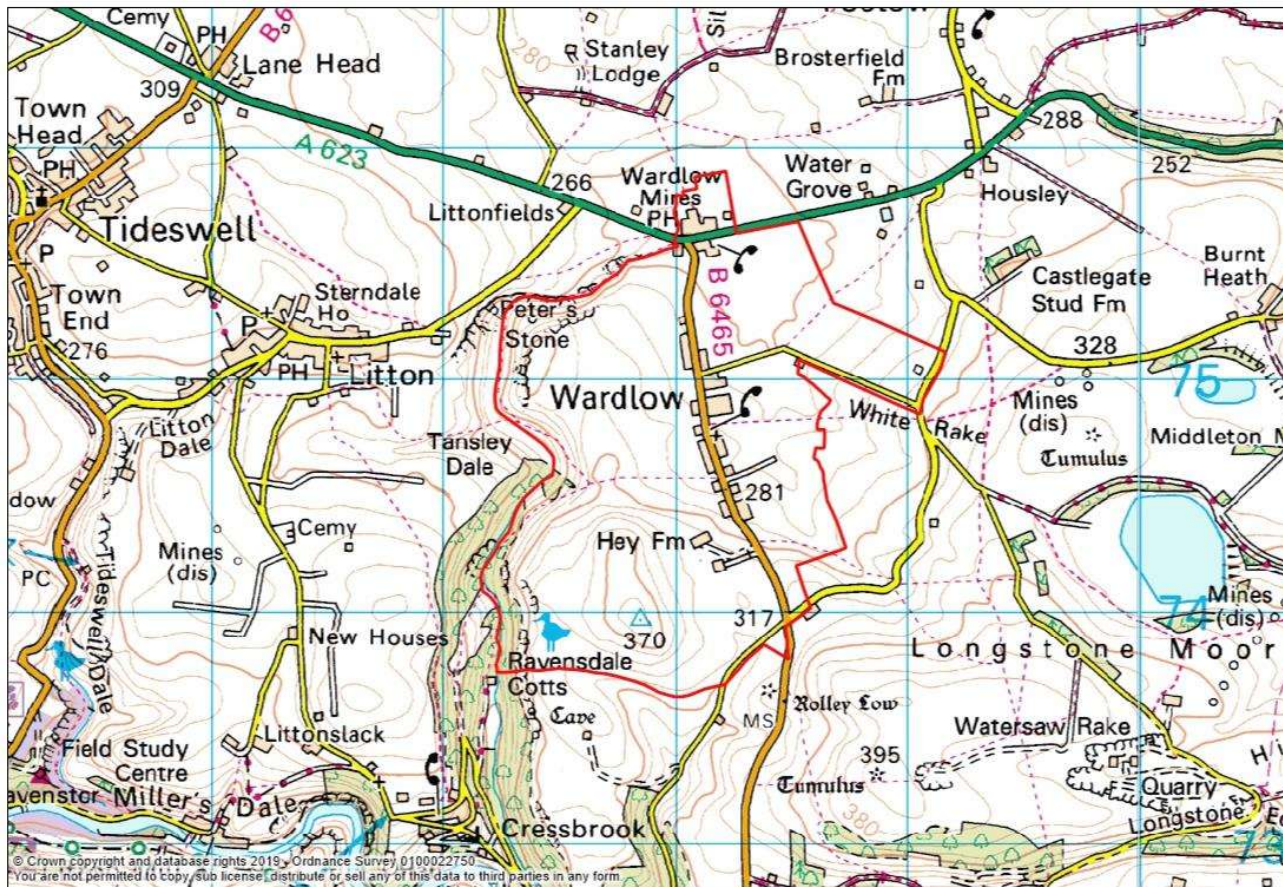 Cemy
PH
B 6
Lane Head
309
Town
Head
PH
A 623
Tideswell
P
Town
End
276
Stanley
Lodge
280
Brosterfield
Fm
288
252
266
Wardlow
Mires
PH
Water
Grove
Housley
Littonfields
B 6465
Castlegate
Stud Fm
Burnt
Heath
Sterndale
Ho
P
PH
Litton
Peter's
Stone
328
75
Wardlow
White Rake
Mines
(dis)
Tumulus
Litton
Dale
Tansley
Dale
281
Cemy
Hey Fm
Mines
(dis)
PC
Tideswell Dale
74
Mines
(dis)
317
370
New Houses
Longstone Moor
Ravensdale
Cotts
Cave
Rolley Low
MS
Watersaw Rake
Littonslack
395
Field Study
Centre
Tumulus
380
Quarry
Miller's Dale
Longstone
Cressbrook
73
© Crown copyright and database rights 2019 Ordnance Survey 0100022750
You are not permitted to copy, sub license, distribute or sell any of this data to third parties in any form.